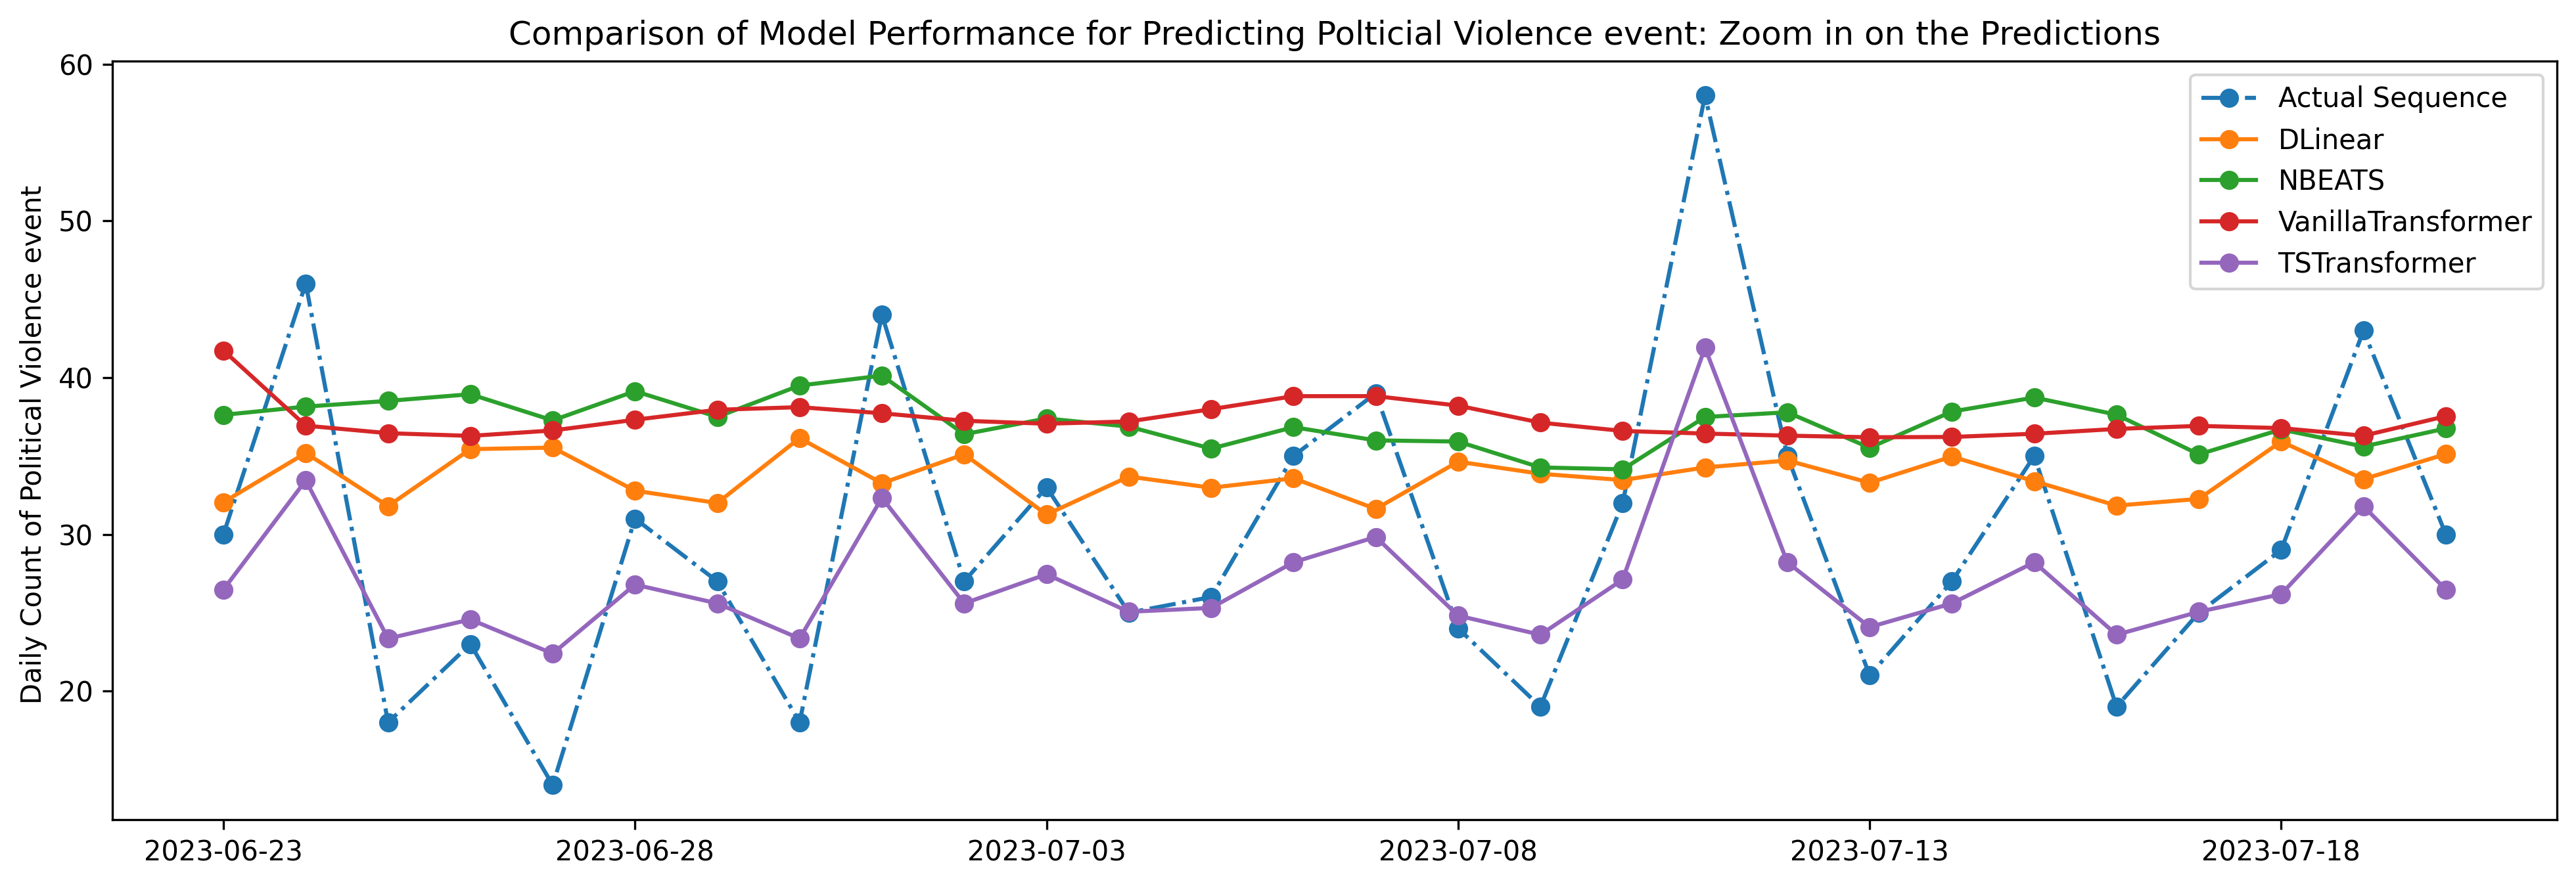 Comparison of Model Performance for Predicting Polticial Violence event: Zoom in on the Predictions
Daily Count of Political Violence event
60
50
40
30
20
Actual Sequence
DLinear
NBEATS
VanillaTransformer
TSTransformer
2023-06-23
2023-06-28
2023-07-03
2023-07-08
2023-07-13
2023-07-18